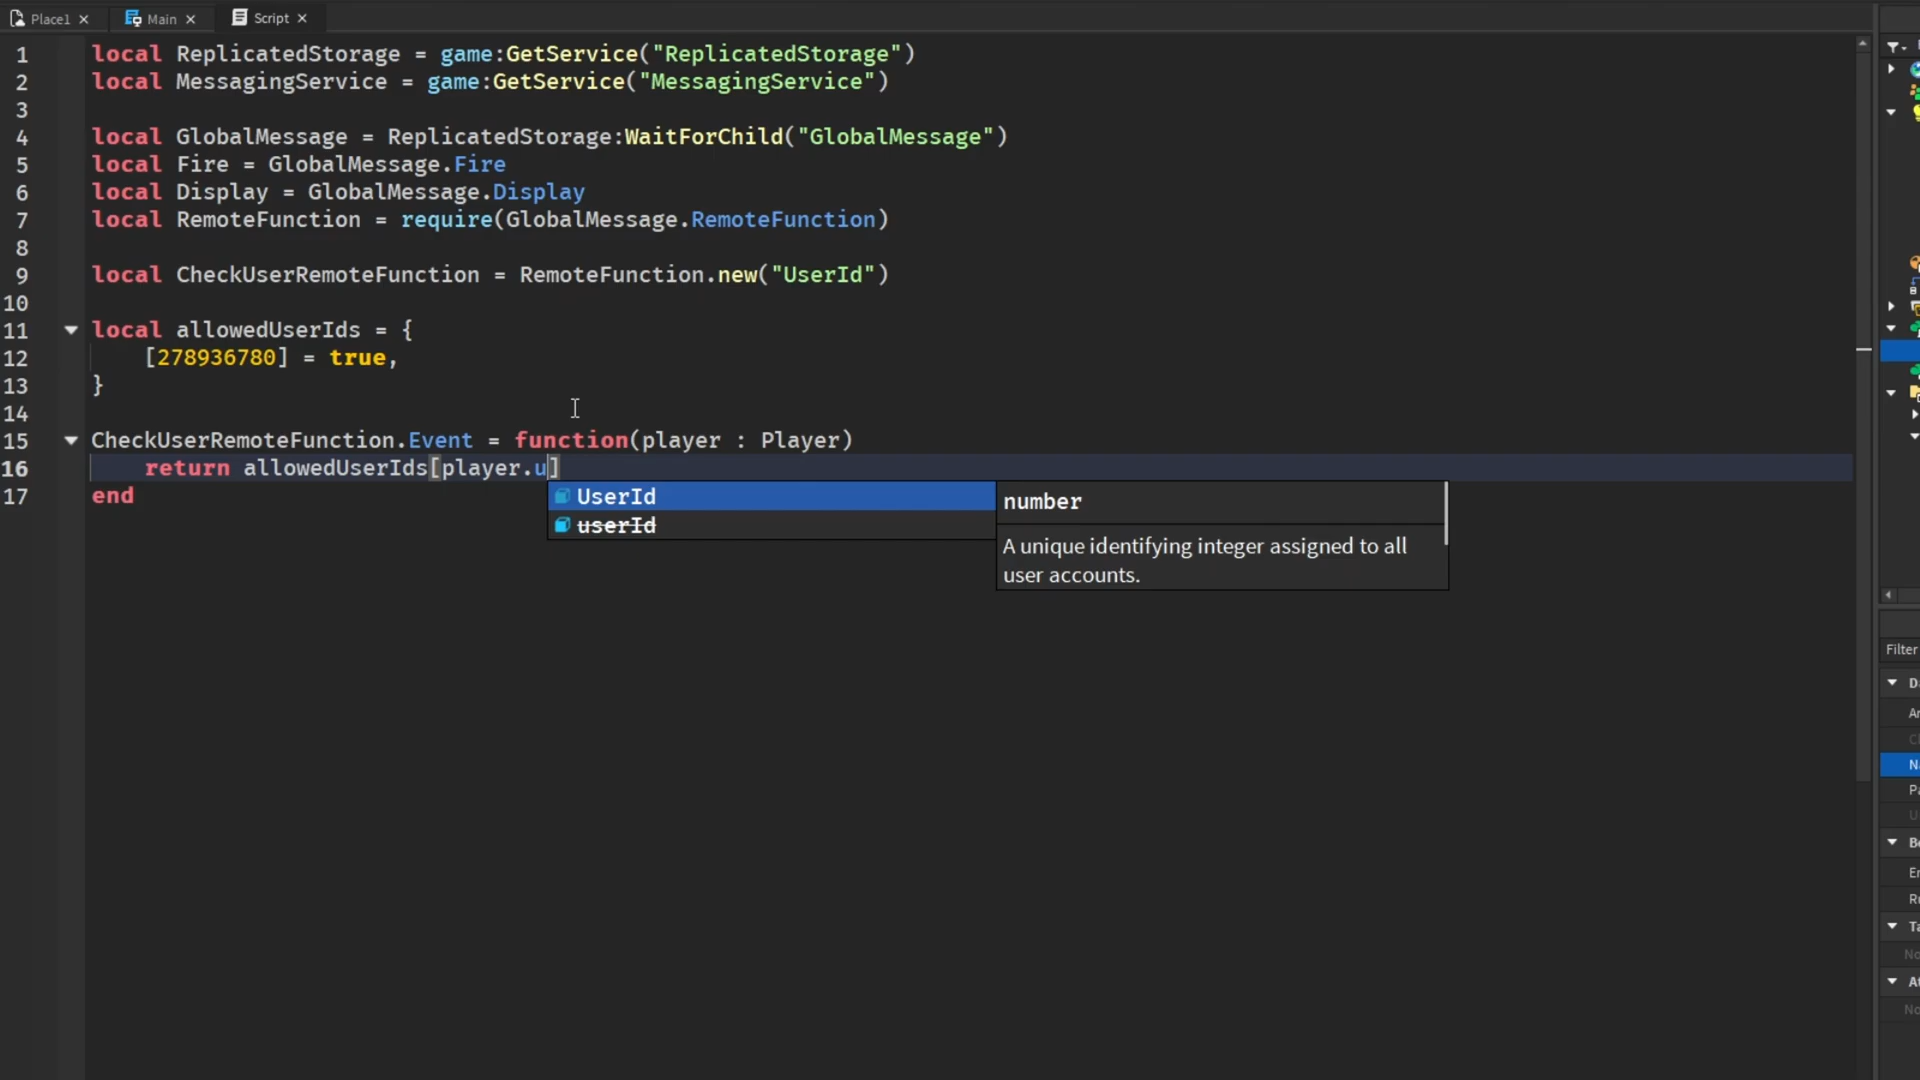 Place1 × Main × Script ×
1 local ReplicatedStorage = game:GetService("ReplicatedStorage")
2 local MessagingService = game:GetService("MessagingService")
3
4 local GlobalMessage = ReplicatedStorage:WaitForChild("GlobalMessage")
5 local Fire = GlobalMessage.Fire
6 local Display = GlobalMessage.Display
7 local RemoteFunction = require(GlobalMessage.RemoteFunction)
8
9 local CheckUserRemoteFunction = RemoteFunction.new("UserId")
10
11 local allowedUserIds = {
12 [278936780] = true,
13 }
14
15 CheckUserRemoteFunction.Event = function(player : Player)
16 return allowedUserIds[player.u]
17 end
UserId
userId
number
A unique identifying integer assigned to all
user accounts.
Filter